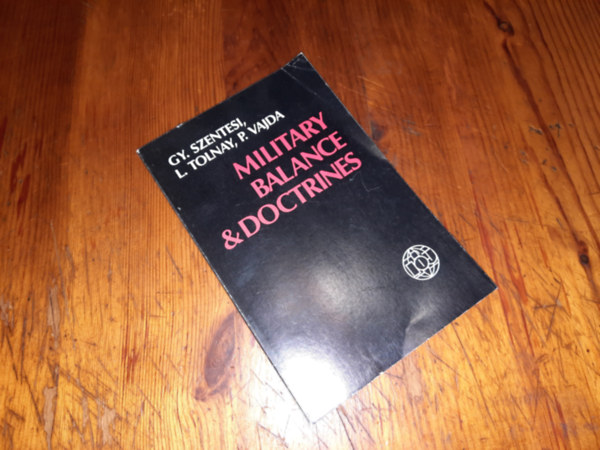 GY. SZENTESI,
L. TOLNAY, P. VAJDA
MILITARY
BALANCE
& DOCTRINES